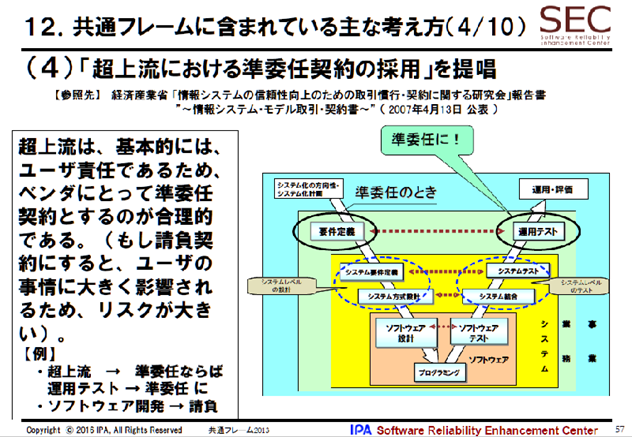 12. 共通フレームに含まれている主な考え方(4/10)
SEC
Software Reliability
Enhancement Center
(4)「超上流における準委任契約の採用」を提唱
【参照先】 経済産業省「情報システムの信頼性向上のための取引慣行・契約に関する研究会」報告書
"~情報システム・モデル取引・契約書~"(2007年4月13日 公表)
超上流は、基本的には、
ユーザ責任であるため、
ベンダにとって準委任
契約とするのが合理的
である。(もし請負契
約にすると、ユーザの
事情に大きく影響され
るため、リスクが大き
い)。
【例】
・超上流 → 準委任ならば
運用テスト → 準委任 に
・ソフトウェア開発 → 請負
準委任に!
システム化の方向性・
システム化計画
準委任のとき
運用・評価
要件定義
運用テスト
システム要件定義
システムテスト
システムレベル
の設計
システムレベル
のテスト
システム方式設計
システム結合
ソフトウェア
設計
ソフトウェア
テスト
ソフトウェア
プログラミング
システム
業務
事業
Copyright © 2016 IPA, All Rights Reserved
共通フレーム2013
IPA Software Reliability Enhancement Center
57